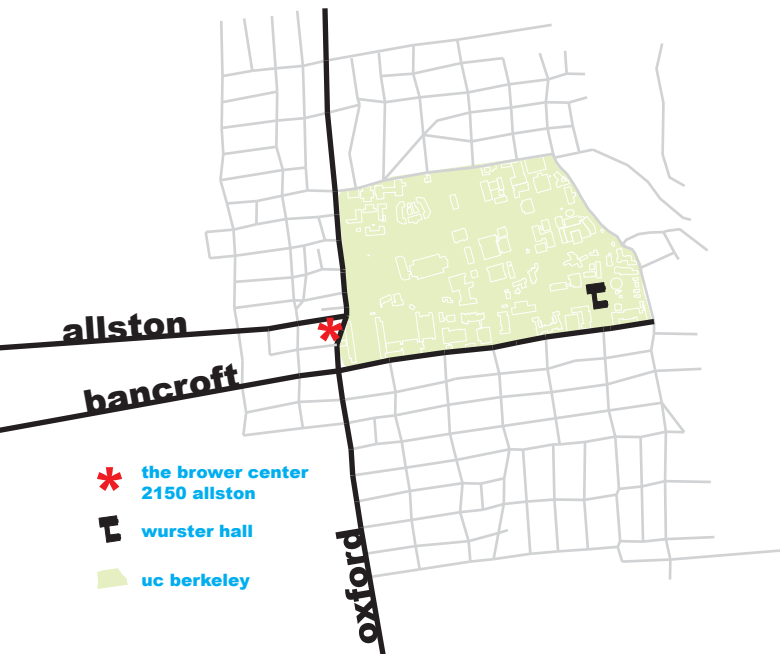 allston
bancroft
the brower center
2150 allston
wurster hall
uc berkeley
oxford